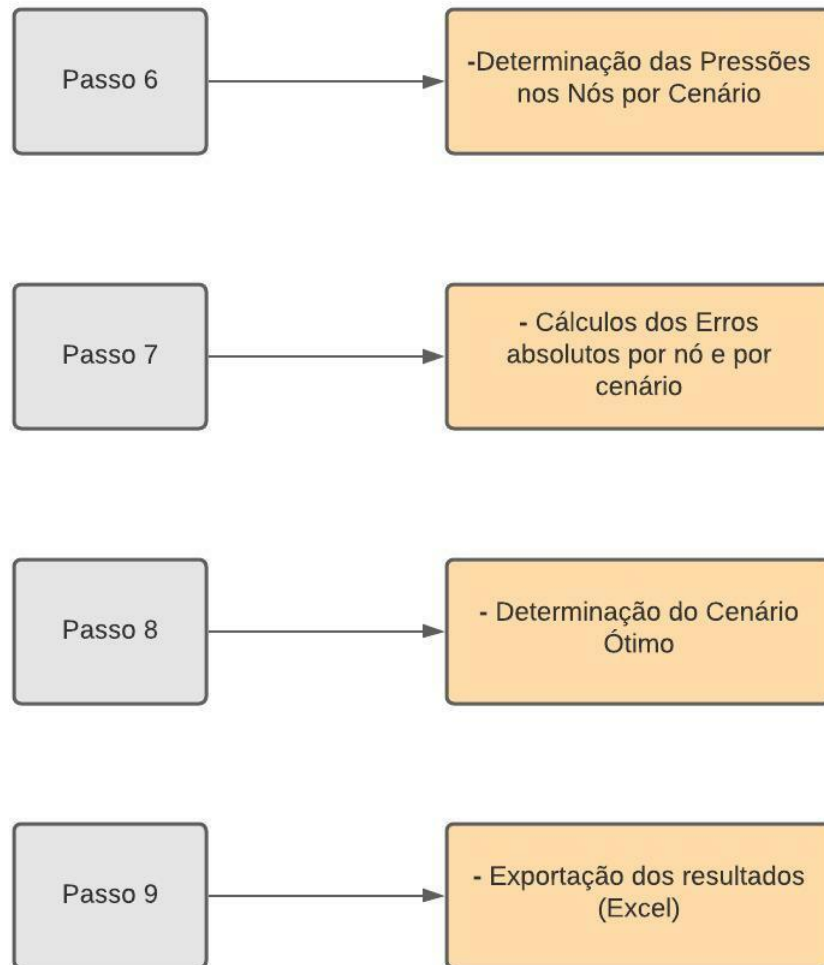 Passo 6
-Determinação das Pressões
nos Nós por Cenário
Passo 7
- Cálculos dos Erros
absolutos por nó e por
cenário
Passo 8
- Determinação do Cenário
Ótimo
Passo 9
- Exportação dos resultados
(Excel)